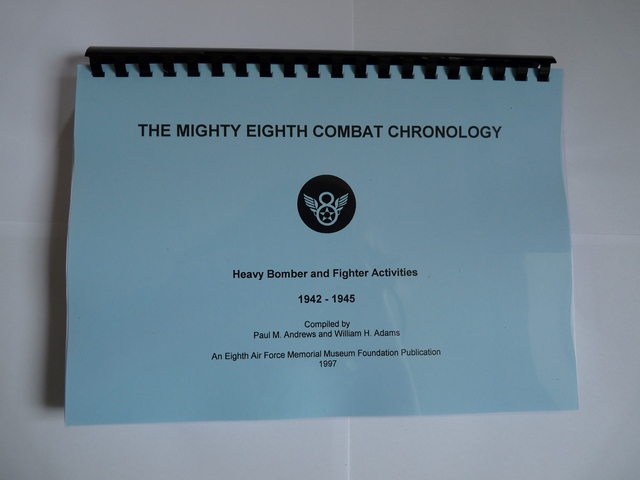 THE MIGHTY EIGHTH COMBAT CHRONOLOGY
8
Heavy Bomber and Fighter Activities
1942 - 1945
Compiled by
Paul M. Andrews and William H. Adams
An Eighth Air Force Memorial Museum Foundation Publication
1997